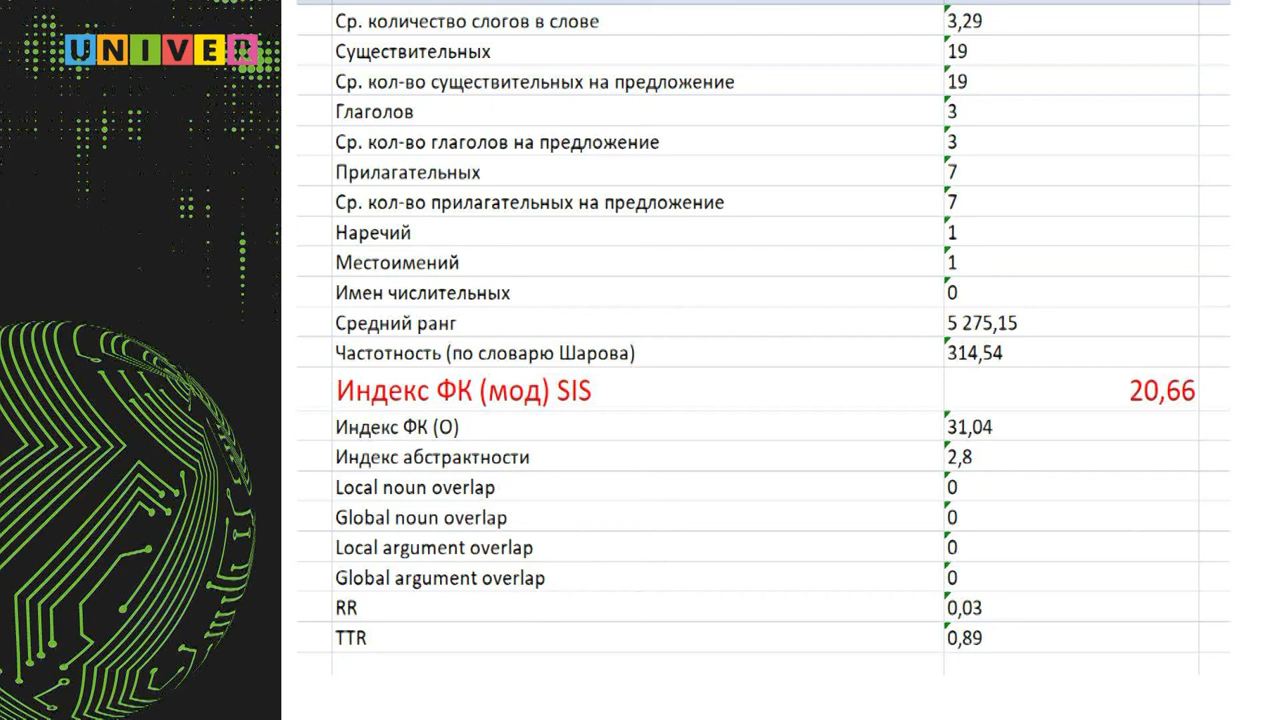 UNIVER
Ср. количество слогов в слове 3,29
Существительных 19
Ср. кол-во существительных на предложение 19
Глаголов 3
Ср. кол-во глаголов на предложение 3
Прилагательных 7
Ср. кол-во прилагательных на предложение 7
Наречий 1
Местоимений 1
Имен числительных 0
Средний ранг 5 275,15
Частотность (по словарю Шарова) 314,54
Индекс ФК (мод) SIS 20,66
Индекс ФК (О) 31,04
Индекс абстрактности 2,8
Local noun overlap 0
Global noun overlap 0
Local argument overlap 0
Global argument overlap 0
RR 0,03
TTR 0,89